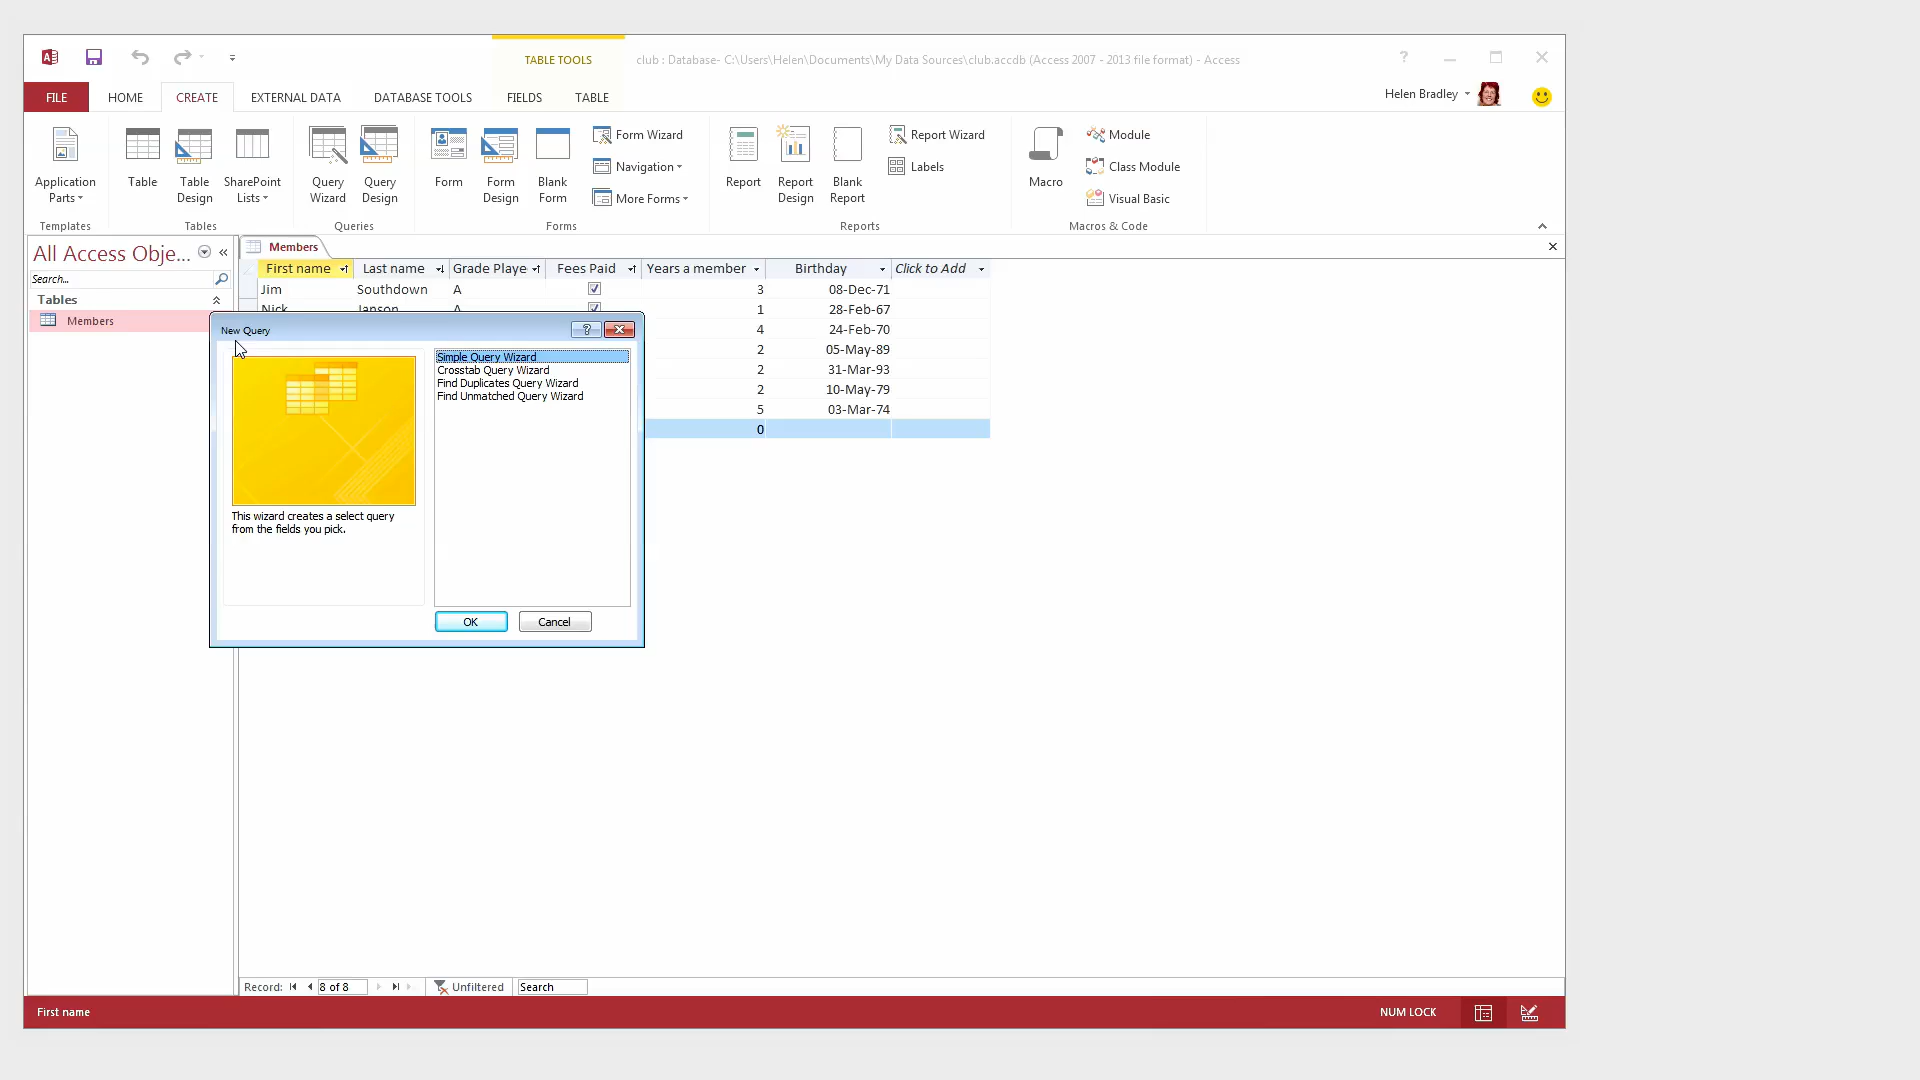 TABLE TOOLS
club : Database- C:\Users\Helen\Documents\My Data Sources\club.accdb (Access 2007 - 2013 file format) - Access
?
FILE HOME CREATE EXTERNAL DATA DATABASE TOOLS FIELDS TABLE
Helen Bradley
Application Parts
Table
Table Design
SharePoint Lists
Query Wizard
Query Design
Form
Form Design
Blank Form
Form Wizard
Navigation
More Forms
Report
Report Design
Blank Report
Report Wizard
Labels
Macro
Module
Class Module
Visual Basic
Templates Tables Queries Forms Reports Macros & Code
All Access Obje...
Search...
Tables
Members
Members
First name Last name Grade Playe Fees Paid Years a member Birthday Click to Add
Jim Southdown A 3 08-Dec-71
Nick Janson A 1 28-Feb-67
4 24-Feb-70
2 05-May-89
2 31-Mar-93
2 10-May-79
5 03-Mar-74
0
New Query
?
Simple Query Wizard
Crosstab Query Wizard
Find Duplicates Query Wizard
Find Unmatched Query Wizard
This wizard creates a select query
from the fields you pick.
OK Cancel
Record: 8 of 8 Unfiltered Search
First name
NUM LOCK